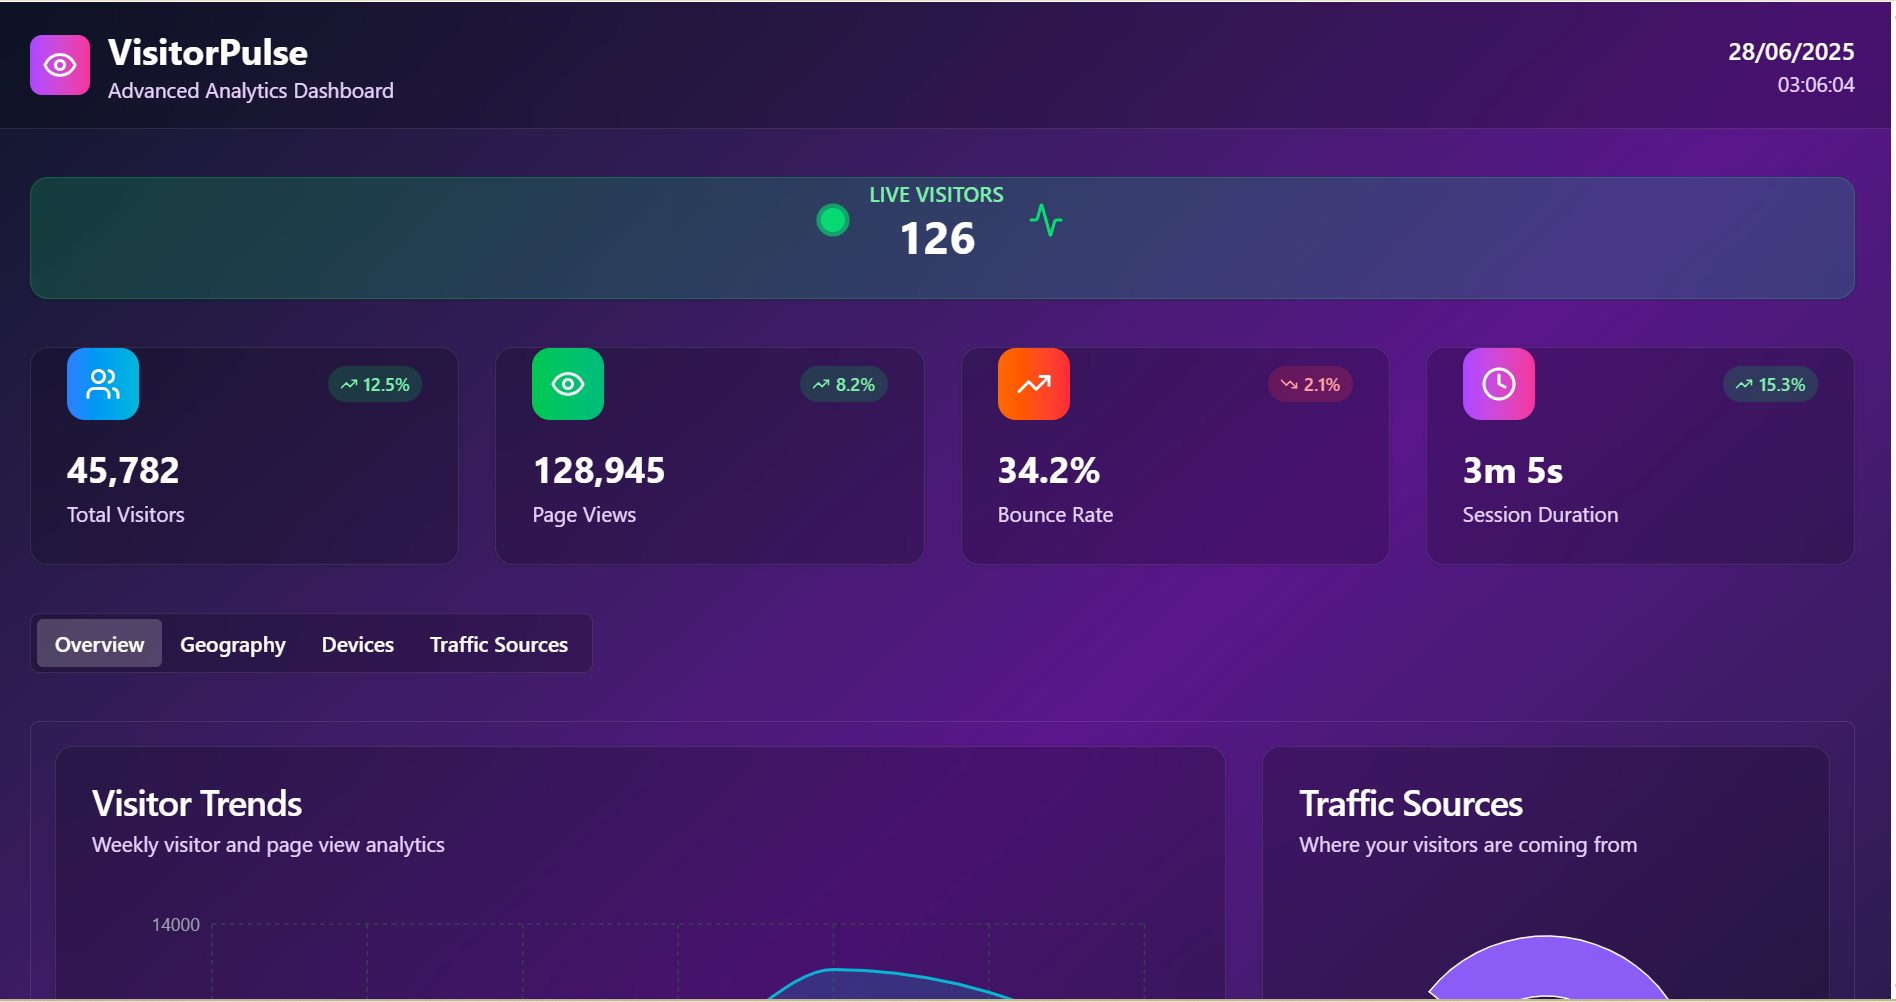 VisitorPulse
Advanced Analytics Dashboard
28/06/2025
03:06:04
LIVE VISITORS
126
12.5%
45,782
Total Visitors
8.2%
128,945
Page Views
2.1%
34.2%
Bounce Rate
15.3%
3m 5s
Session Duration
Overview Geography Devices Traffic Sources
Visitor Trends
Weekly visitor and page view analytics
14000
Traffic Sources
Where your visitors are coming from